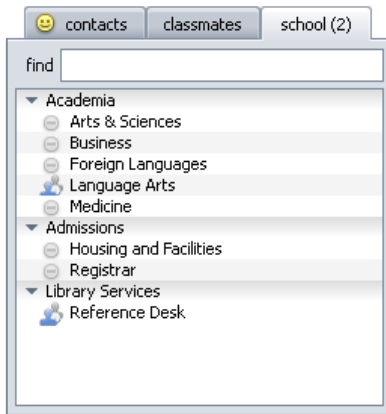 contacts classmates school (2)
find
Academia
Arts & Sciences
Business
Foreign Languages
Language Arts
Medicine
Admissions
Housing and Facilities
Registrar
Library Services
Reference Desk